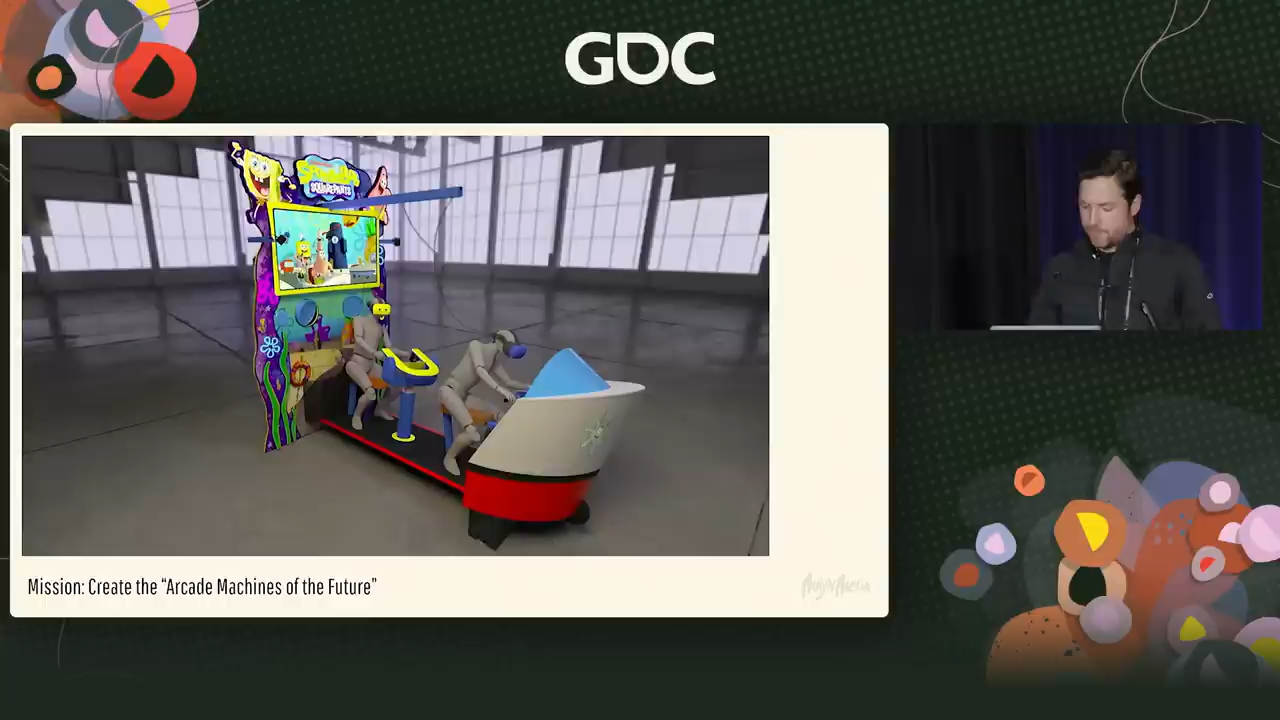 GDC
SpongeBob
SQUAREPANTS
Mission: Create the “Arcade Machines of the Future”